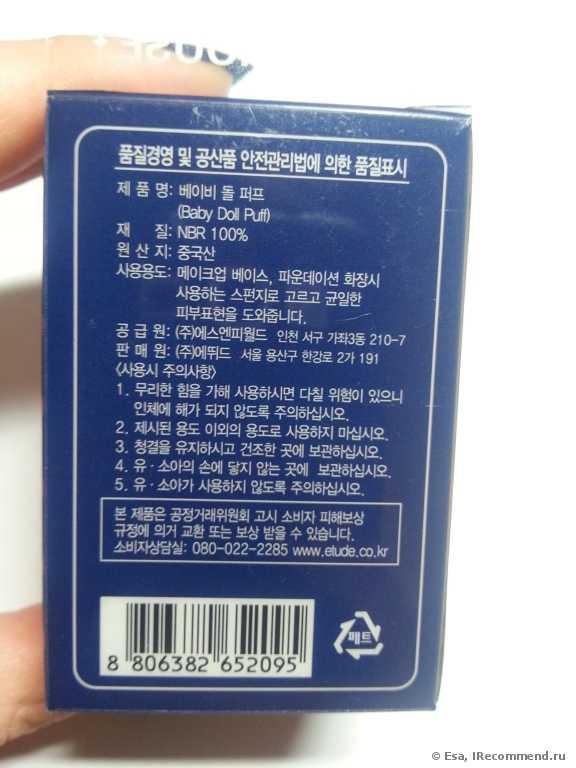 품질경영 및 공산품 안전관리법에 의한 품질표시
제 품 명: 베이비 돌 퍼프
(Baby Doll Puff)
재 질: NBR 100%
원 산 지: 중국산
사용용도: 메이크업 베이스, 파운데이션 화장시
사용하는 스펀지로 고르고 균일한
피부표현을 도와줍니다.
공 급 원: (주)에스엔피월드 인천 서구 가좌3동 210-7
판 매 원: (주)에뛰드 서울 용산구 한강로 2가 191
〈사용시 주의사항〉
1. 무리한 힘을 가해 사용하시면 다칠 위험이 있으니
인체에 해가 되지 않도록 주의하십시오.
2. 제시된 용도 이외의 용도로 사용하지 마십시오.
3. 청결을 유지하시고 건조한 곳에 보관하십시오.
4. 유·소아의 손에 닿지 않는 곳에 보관하십시오.
5. 유·소아가 사용하지 않도록 주의하십시오.
본 제품은 공정거래위원회 고시 소비자 피해보상
규정에 의거 교환 또는 보상 받을 수 있습니다.
소비자상담실: 080-022-2285 www.etude.co.kr
8 806382 652095
페트
© Esa, IRecommend.ru